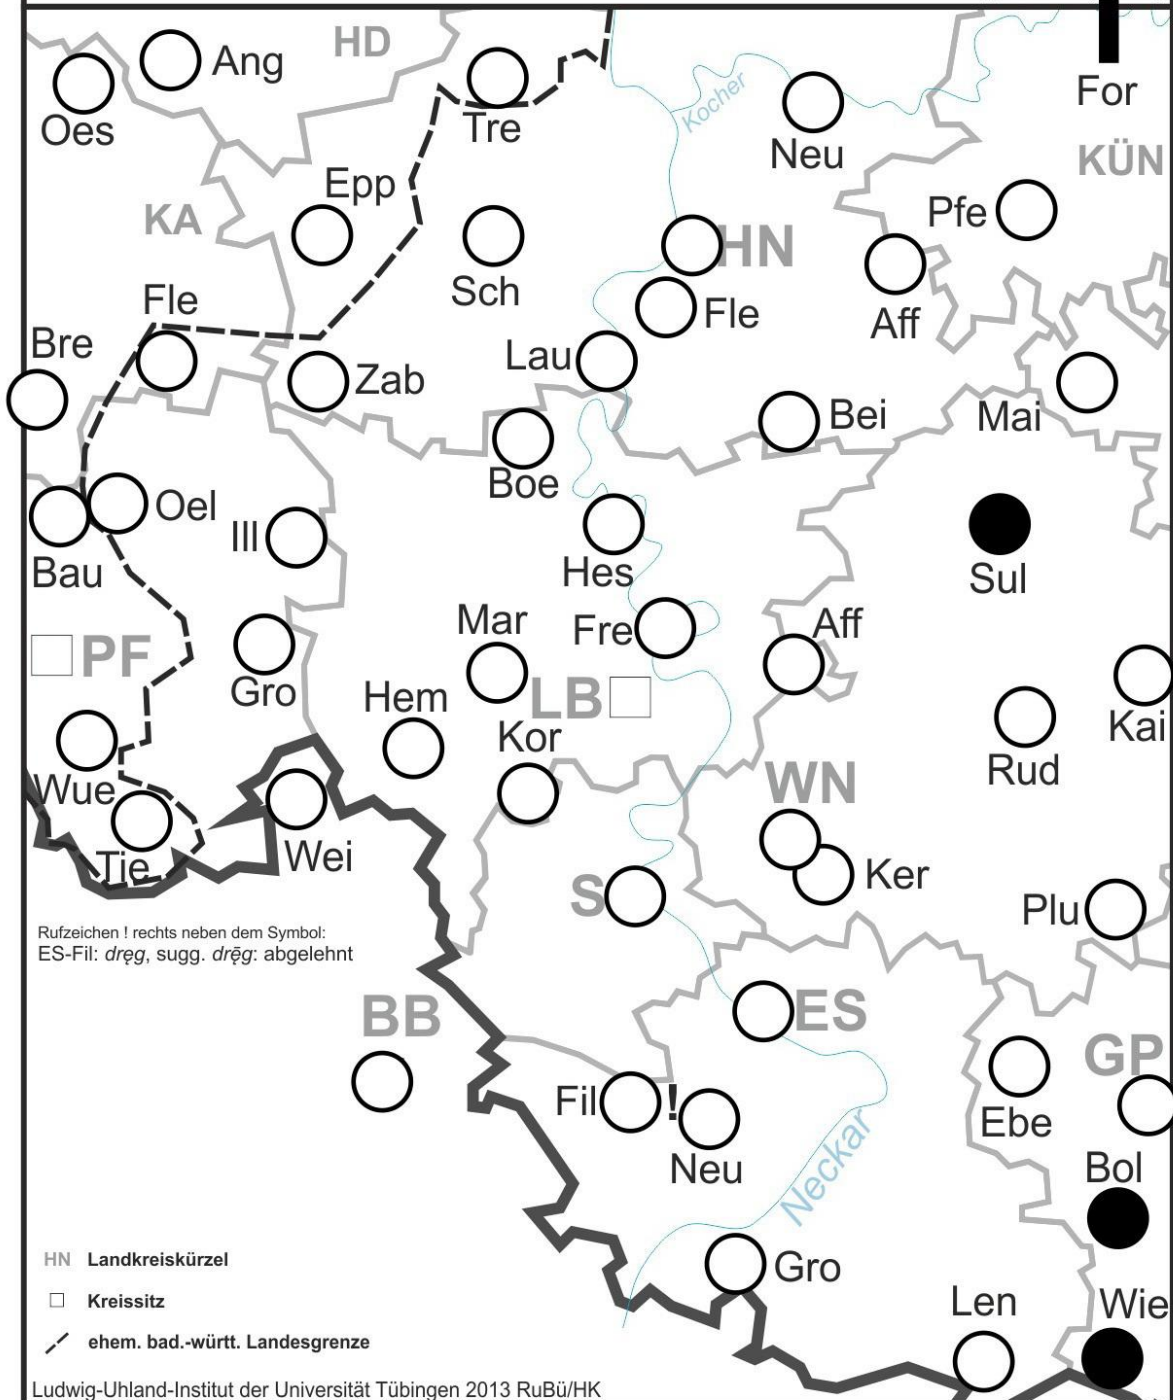 HD
Ang
Oes
Tre
Kocher
For
Neu
KÜN
Epp
KA
Pfe
HN
Sch
Fle
Fle
Aff
Bre
Lau
Zab
Bei
Mai
Boe
Oel
Ill
Bau
Hes
Sul
Mar
Fre
Aff
PF
Gro
Hem
LB
Kor
Kai
Rud
Wue
WN
Tie
Wei
Ker
S
Plu
Rufzeichen ! rechts neben dem Symbol:
ES-Fil: dręg, sugg. drę̄g: abgelehnt
BB
ES
GP
Fil
!
Ebe
Neu
Neckar
Bol
HN Landkreiskürzel
Gro
Kreissitz
Len
Wie
ehem. bad.-württ. Landesgrenze
Ludwig-Uhland-Institut der Universität Tübingen 2013 RuBü/HK